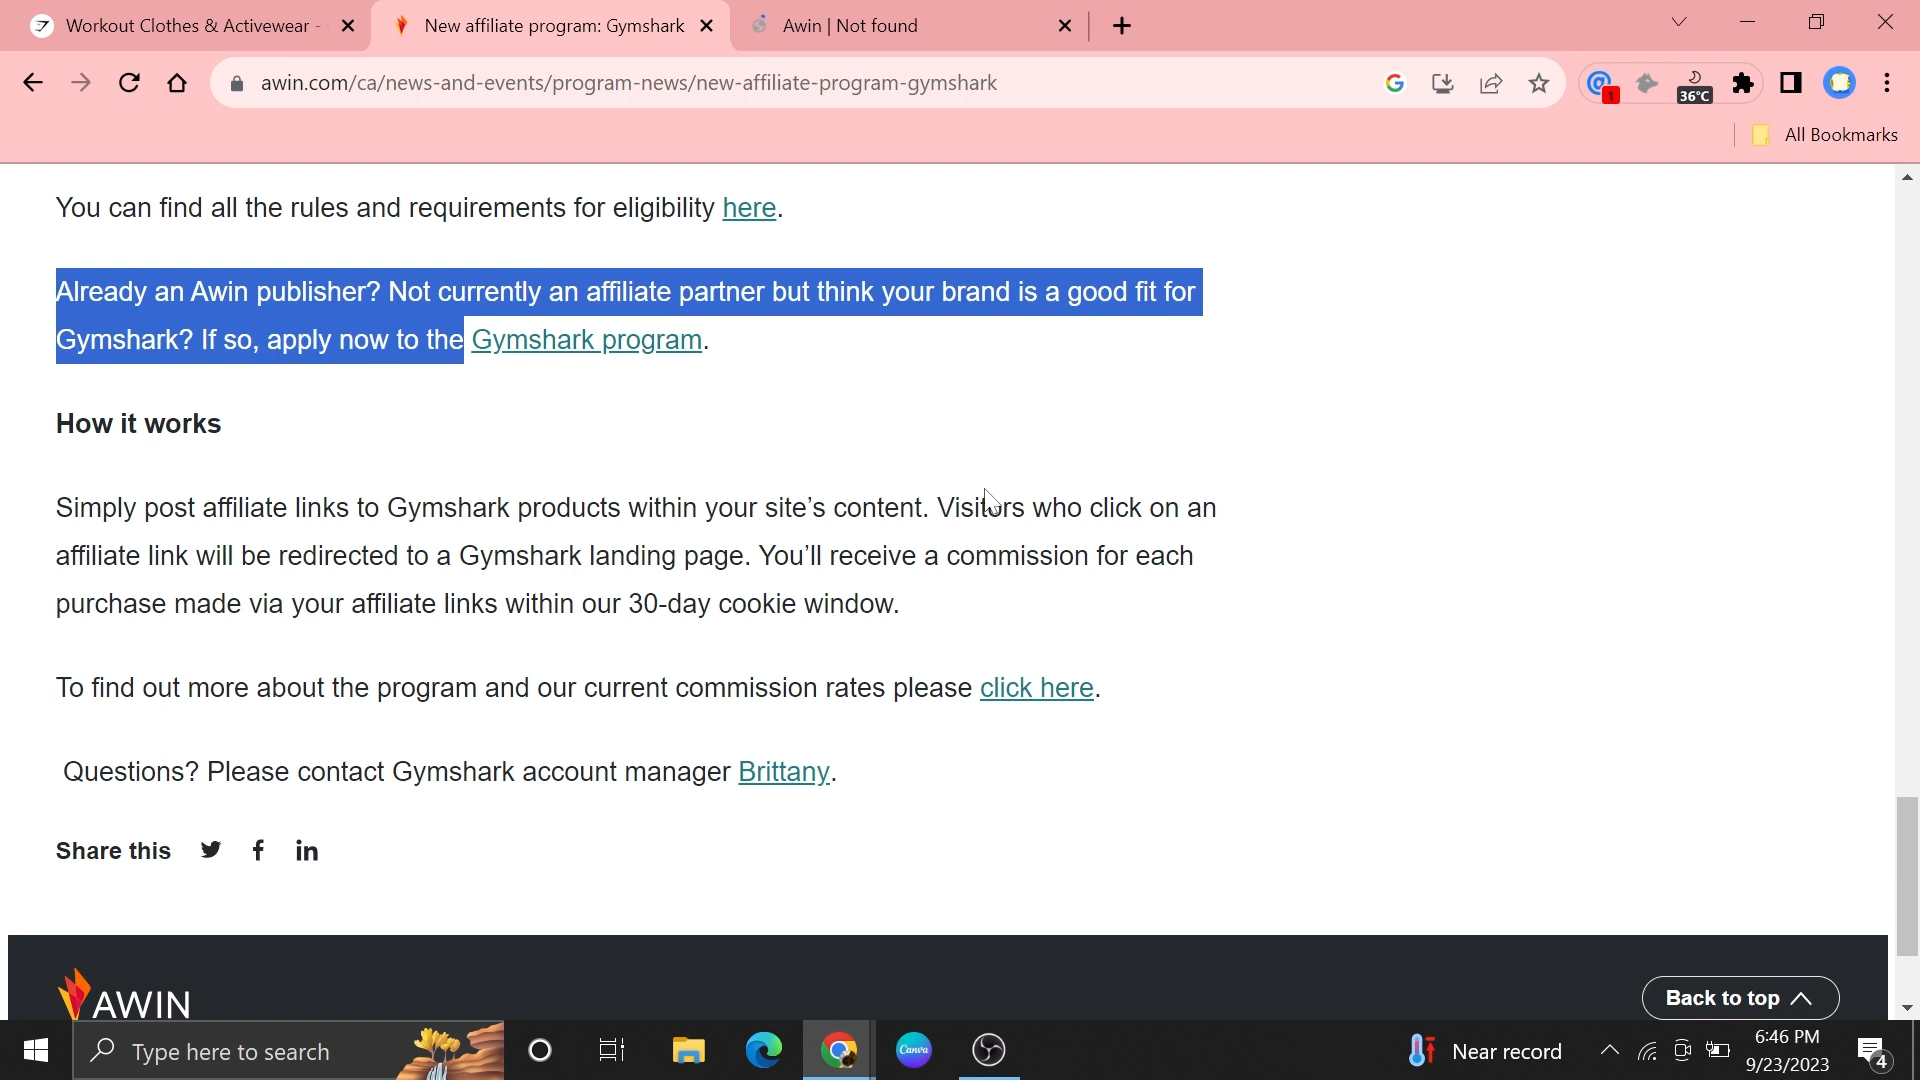 Workout Clothes & Activewear -
New affiliate program: Gymshark
Awin | Not found
awin.com/ca/news-and-events/program-news/new-affiliate-program-gymshark
1
36°C
All Bookmarks
You can find all the rules and requirements for eligibility here.
Already an Awin publisher? Not currently an affiliate partner but think your brand is a good fit for
Gymshark? If so, apply now to the Gymshark program.
How it works
Simply post affiliate links to Gymshark products within your site’s content. Visitors who click on an
affiliate link will be redirected to a Gymshark landing page. You’ll receive a commission for each
purchase made via your affiliate links within our 30-day cookie window.
To find out more about the program and our current commission rates please click here.
Questions? Please contact Gymshark account manager Brittany.
Share this
AWIN
Back to top
Type here to search
Canva
Near record
6:46 PM
9/23/2023
4